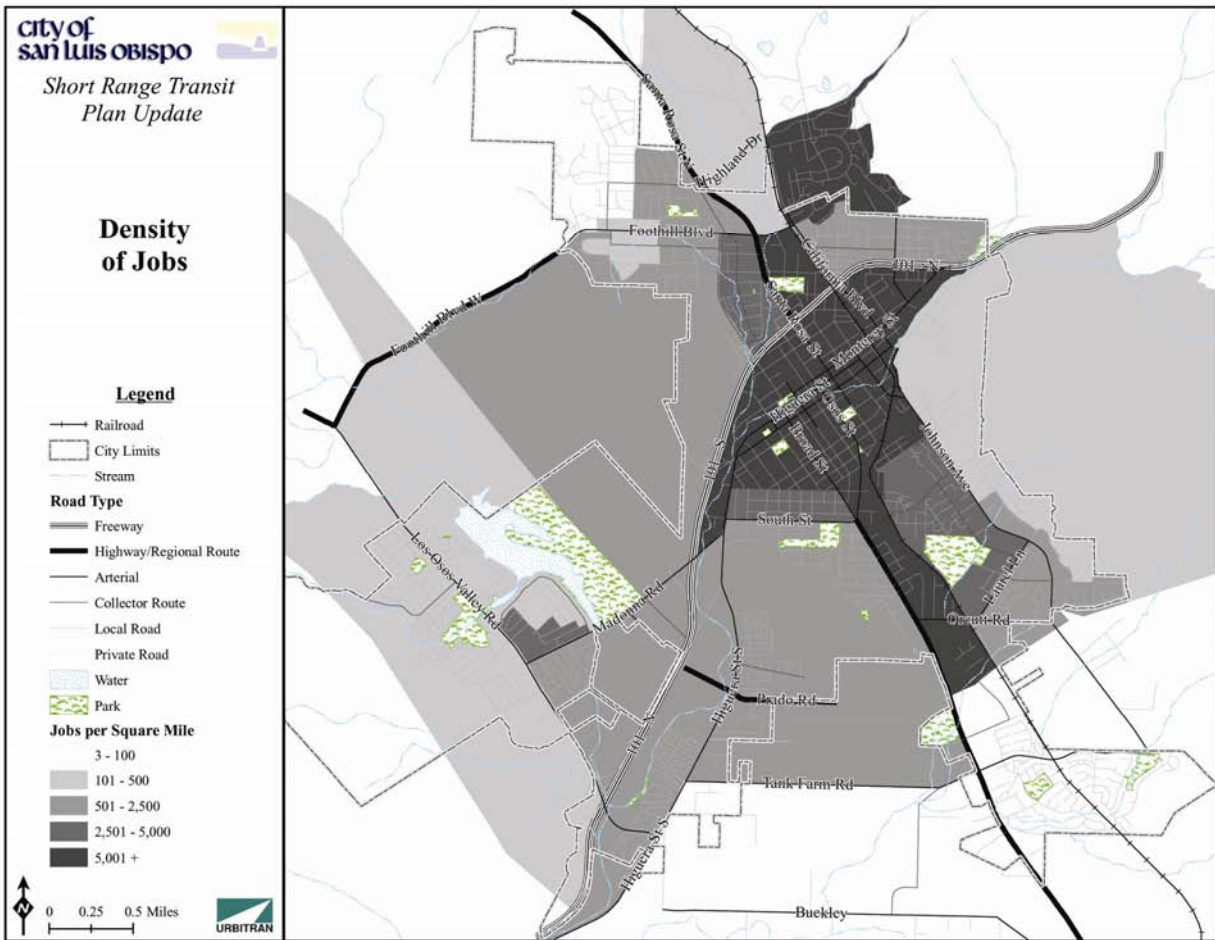 city of
san luis obispo
Short Range Transit
Plan Update
Density
of Jobs
Legend
Railroad
City Limits
Stream
Road Type
Freeway
Highway/Regional Route
Arterial
Collector Route
Local Road
Private Road
Water
Park
Jobs per Square Mile
3 - 100
101 - 500
501 - 2,500
2,501 - 5,000
5,001 +
N
0 0.25 0.5 Miles
URBITRAN
Santa Rosa St N
Highland Dr
Foothill Blvd
California Blvd
101 N
Foothill Blvd W
Santa Rosa St
Monterey St
Higuera St
Osos St
Broad St
Johnson Ave
101 S
South St
Los Osos Valley Rd
Madonna Rd
Laurel Ln
Orcutt Rd
Higuera St S
Prado Rd
101 N
Tank Farm Rd
Higuera St S
Buckley